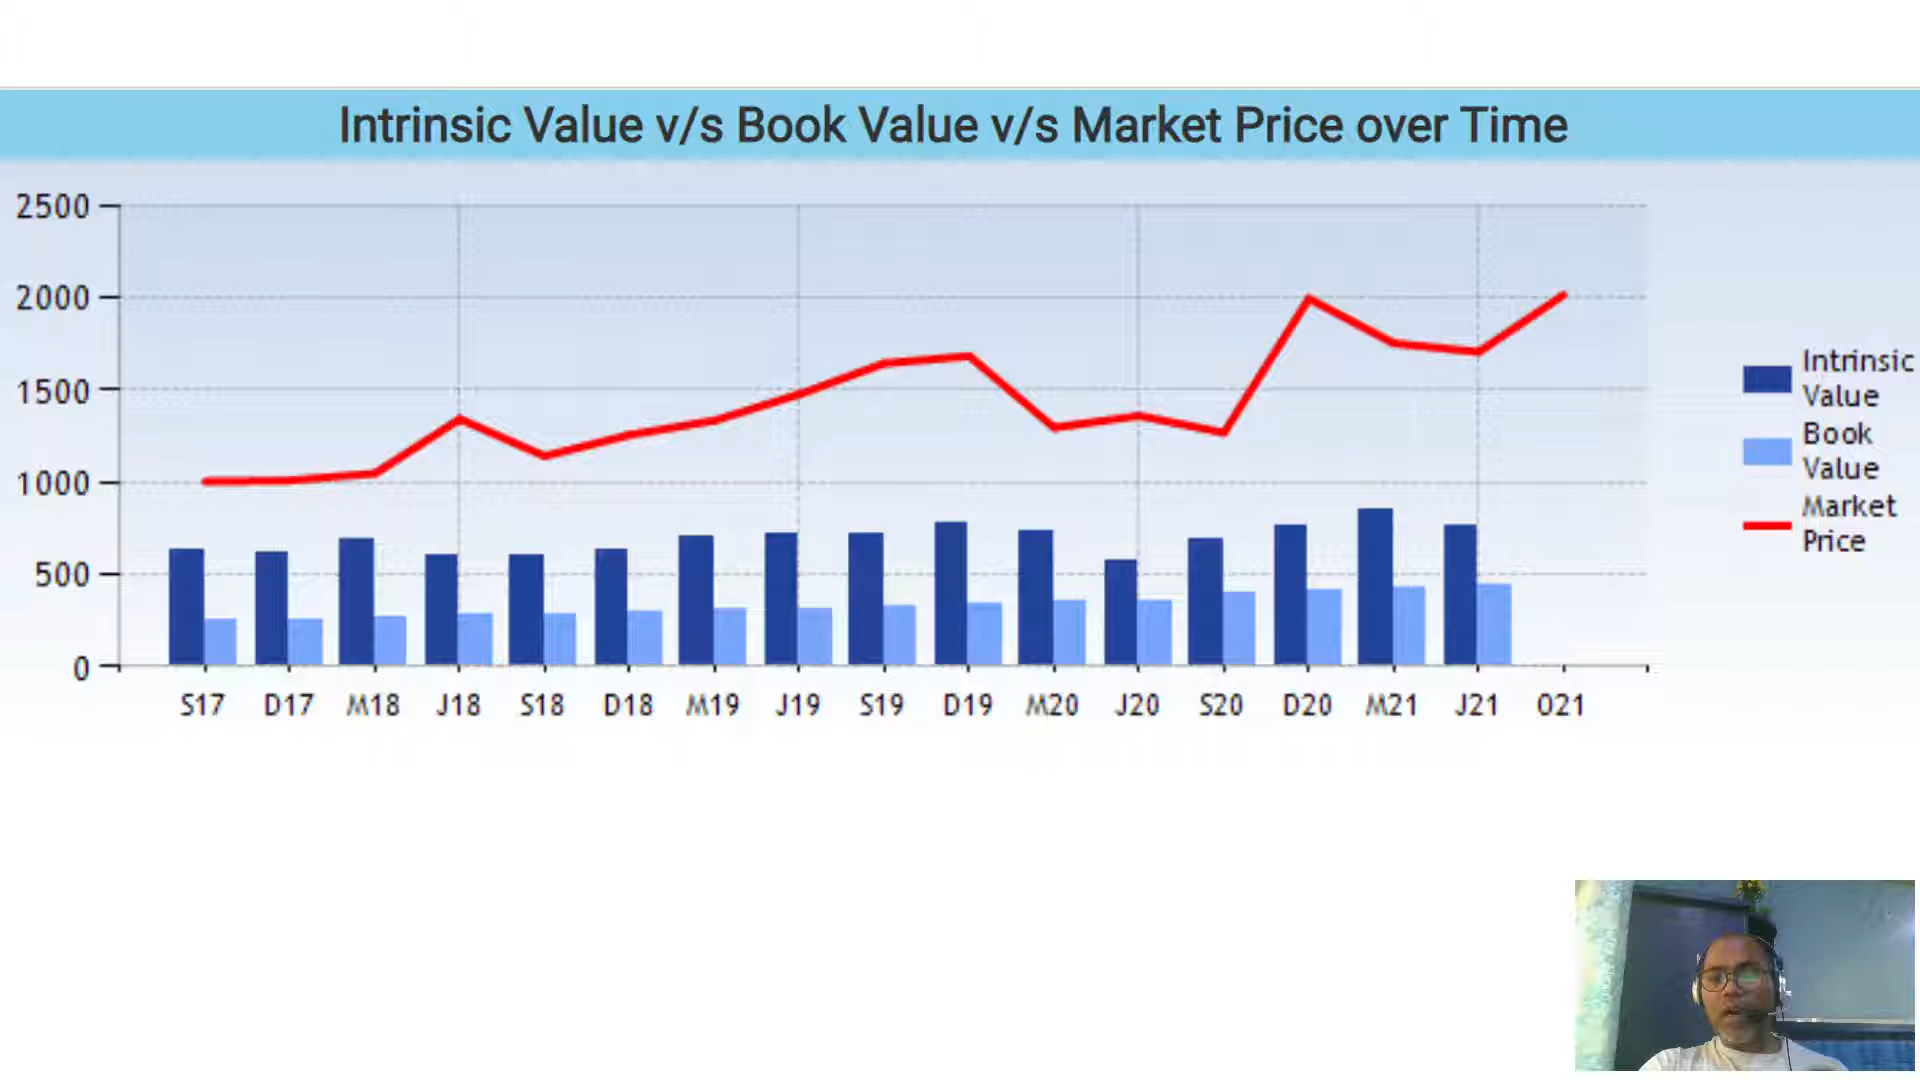 Intrinsic Value v/s Book Value v/s Market Price over Time
2500
2000
1500
1000
500
0
S17 D17 M18 J18 S18 D18 M19 J19 S19 D19 M20 J20 S20 D20 M21 J21 O21
Intrinsic
Value
Book
Value
Market
Price